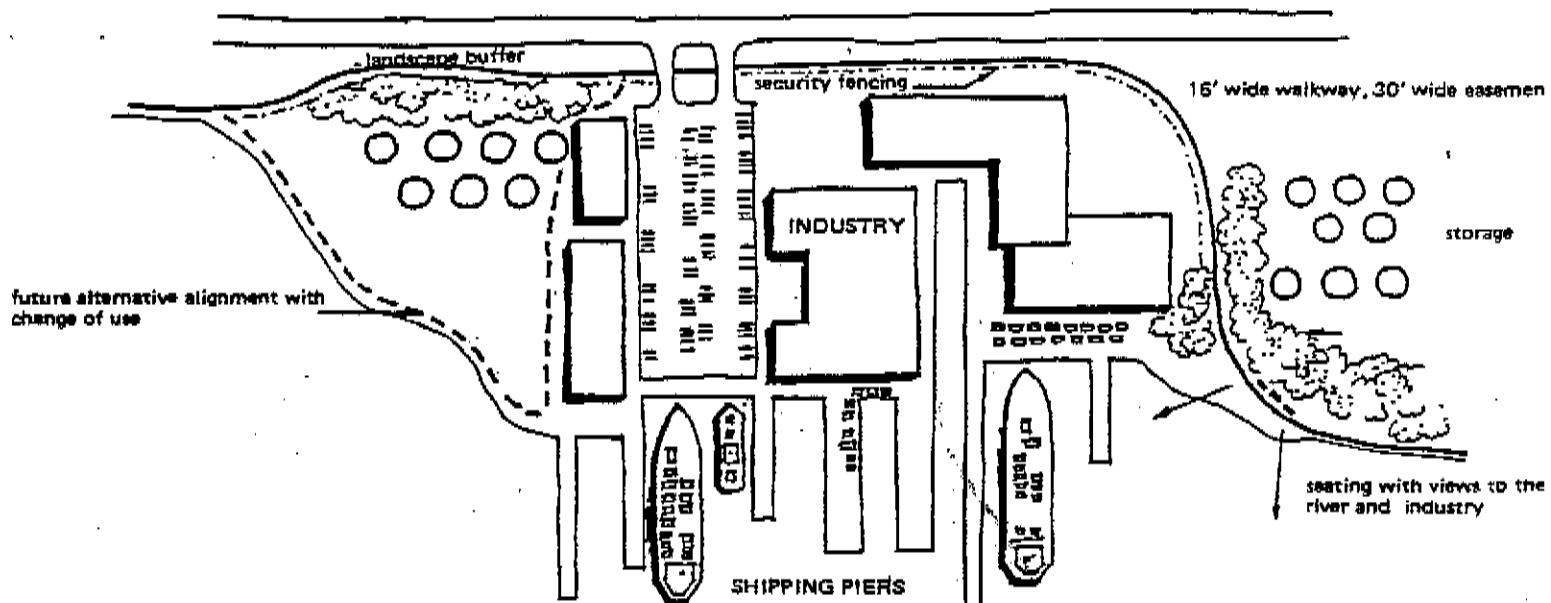 landscape buffer
security fencing
16' wide walkway, 30' wide easemen
INDUSTRY
storage
future alternative alignment with
change of use
seating with views to the
river and industry
SHIPPING PIERS